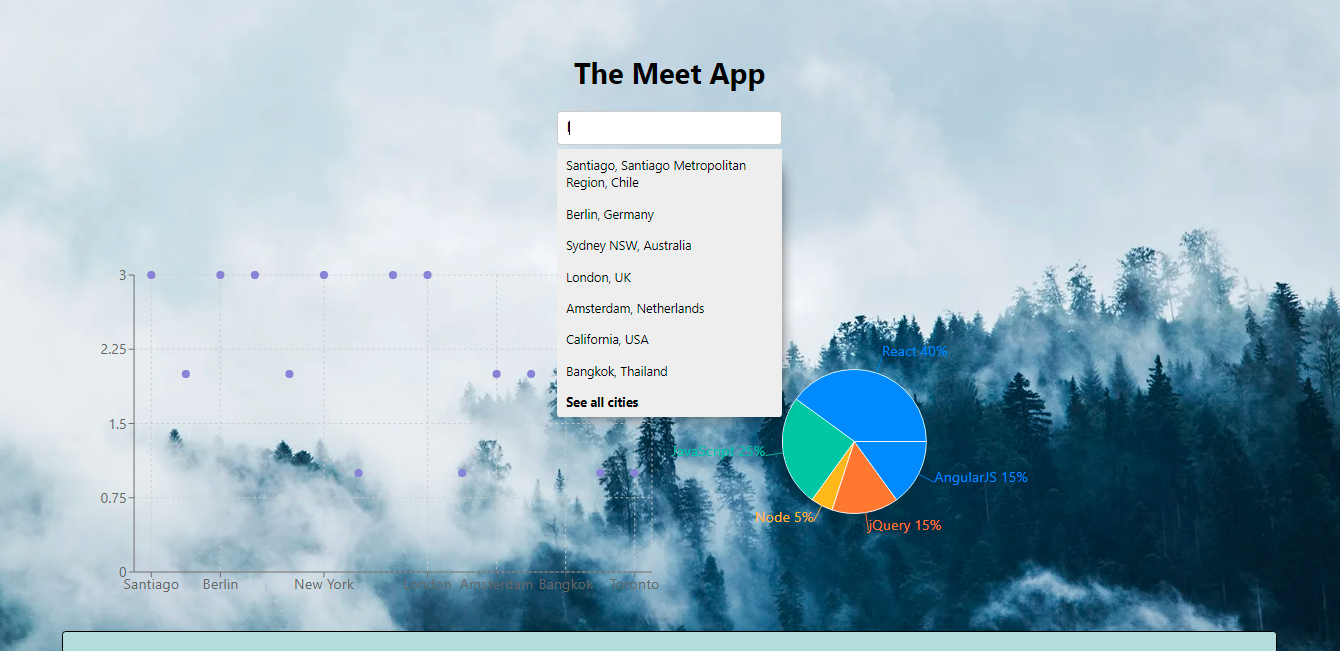 The Meet App
Santiago, Santiago Metropolitan
Region, Chile
Berlin, Germany
Sydney NSW, Australia
London, UK
Amsterdam, Netherlands
California, USA
Bangkok, Thailand
See all cities
3
2.25
1.5
0.75
0
Santiago
Berlin
New York
London
Amsterdam
Bangkok
Toronto
React 40%
JavaScript 25%
Node 5%
jQuery 15%
AngularJS 15%